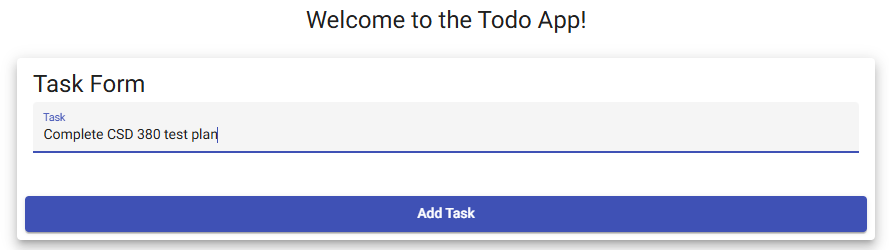 Welcome to the Todo App!
Task Form
Task
Complete CSD 380 test plan
Add Task